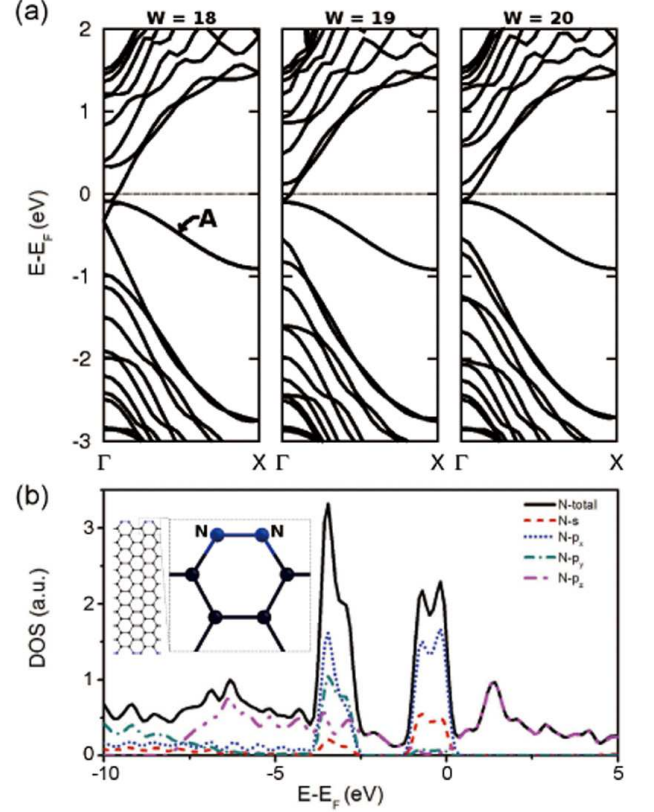 (a)
W = 18 W = 19 W = 20
2
1
0
-1
-2
-3
E-E_F (eV)
A
Γ X Γ X Γ X
(b)
N N
N-total
N-s
N-p_x
N-p_y
N-p_z
3
2
1
0
DOS (a.u.)
-10 -5 0 5
E-E_F (eV)